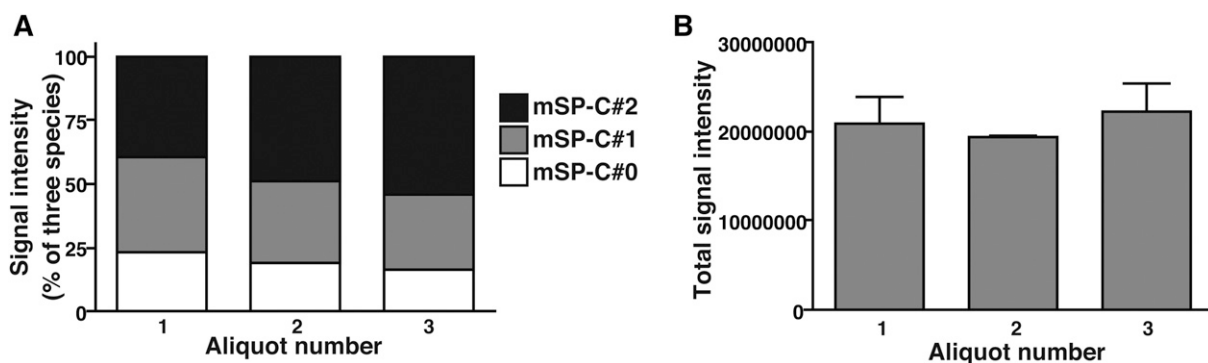 A
Signal intensity
(% of three species)
100
75
50
25
0
1 2 3
Aliquot number
mSP-C#2
mSP-C#1
mSP-C#0
B
Total signal intensity
30000000
20000000
10000000
0
1 2 3
Aliquot number